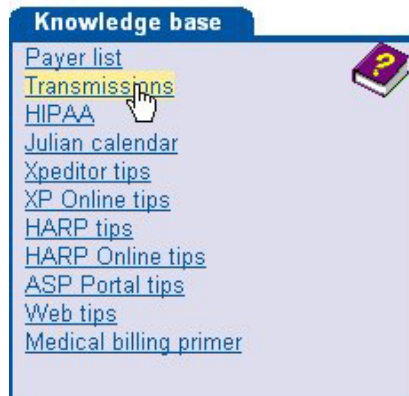 Knowledge base
Payer list
Transmissions
HIPAA
Julian calendar
Xpeditor tips
XP Online tips
HARP tips
HARP Online tips
ASP Portal tips
Web tips
Medical billing primer